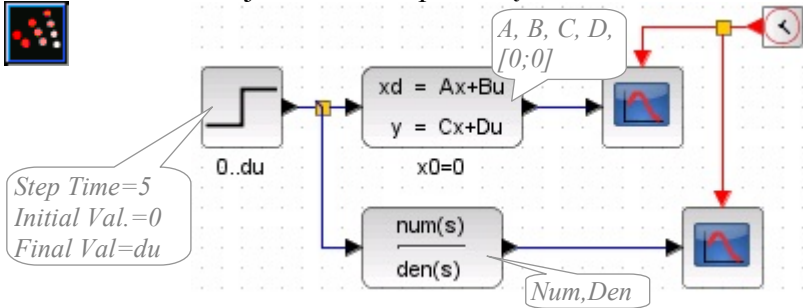 A, B, C, D,
[0;0]
xd = Ax+Bu
y = Cx+Du
0..du
x0=0
Step Time=5
Initial Val.=0
Final Val=du
num(s)
den(s)
Num,Den